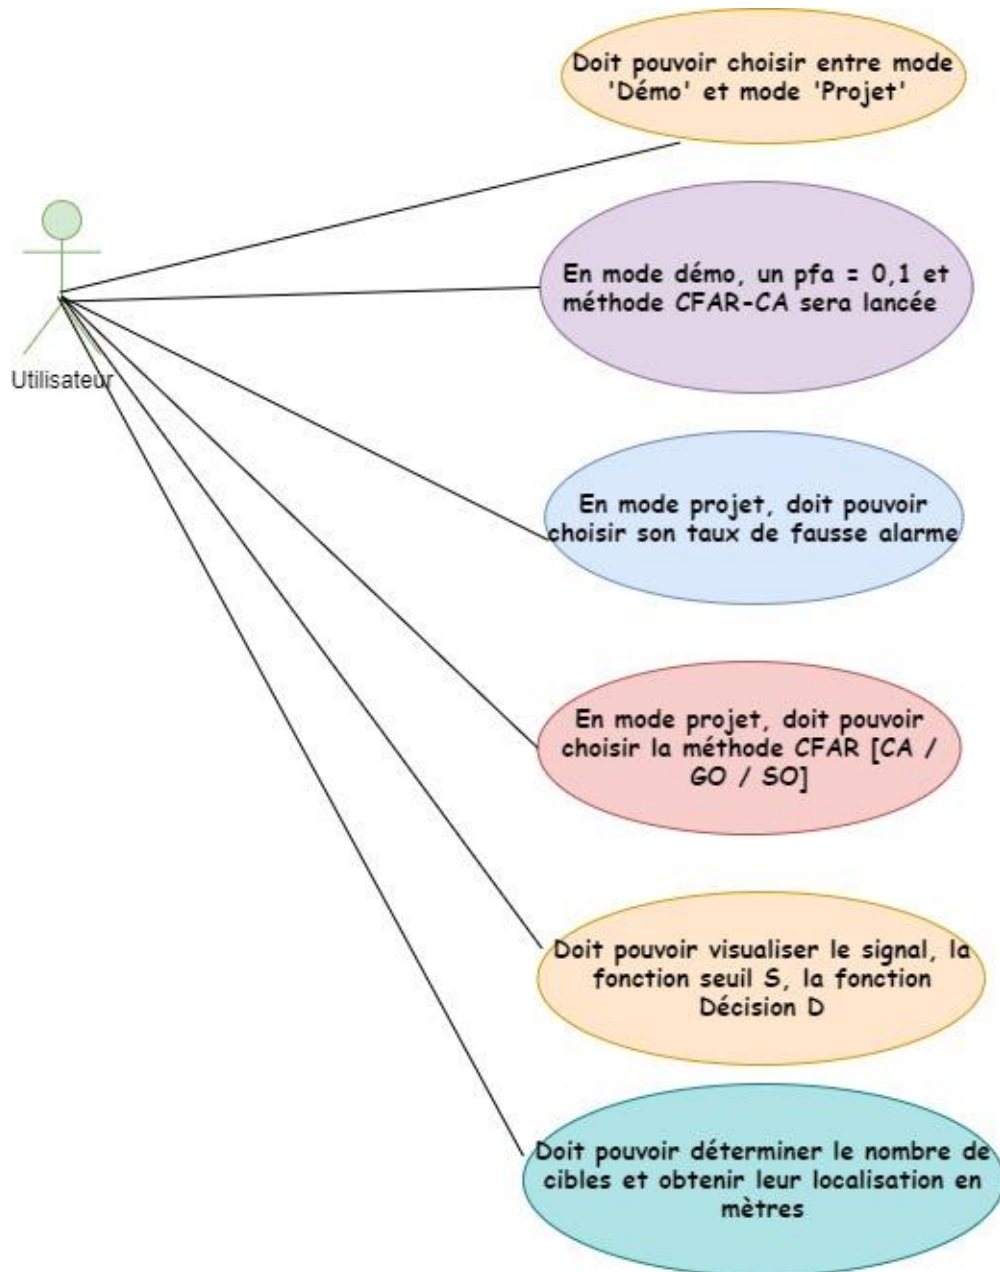 Doit pouvoir choisir entre mode
'Démo' et mode 'Projet'
En mode démo, un pfa = 0,1 et
méthode CFAR-CA sera lancée
Utilisateur
En mode projet, doit pouvoir
choisir son taux de fausse alarme
En mode projet, doit pouvoir
choisir la méthode CFAR [CA /
GO / SO]
Doit pouvoir visualiser le signal, la
fonction seuil S, la fonction
Décision D
Doit pouvoir déterminer le nombre de
cibles et obtenir leur localisation en
mètres